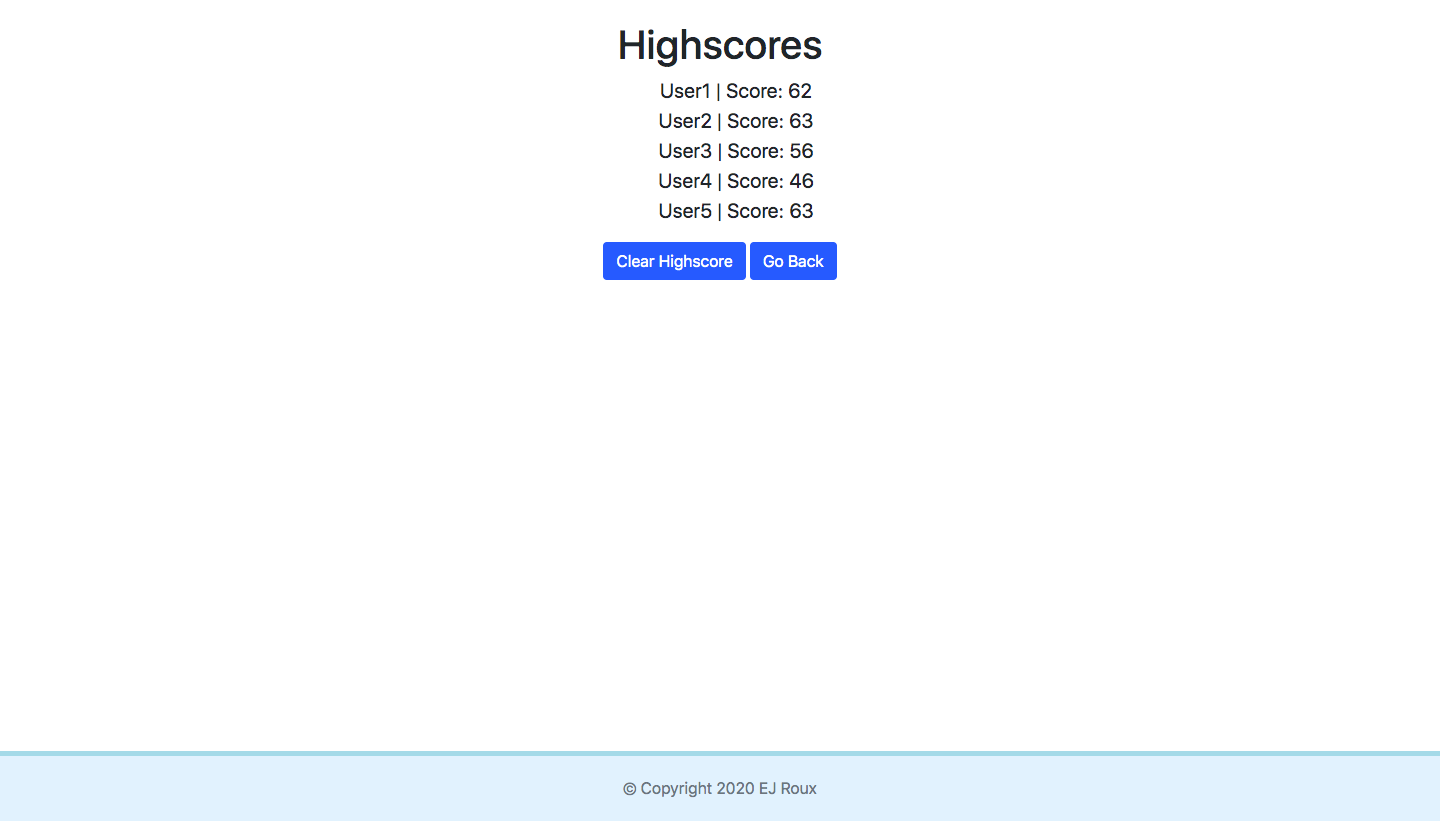 Highscores
User1 | Score: 62
User2 | Score: 63
User3 | Score: 56
User4 | Score: 46
User5 | Score: 63
Clear Highscore Go Back
© Copyright 2020 EJ Roux